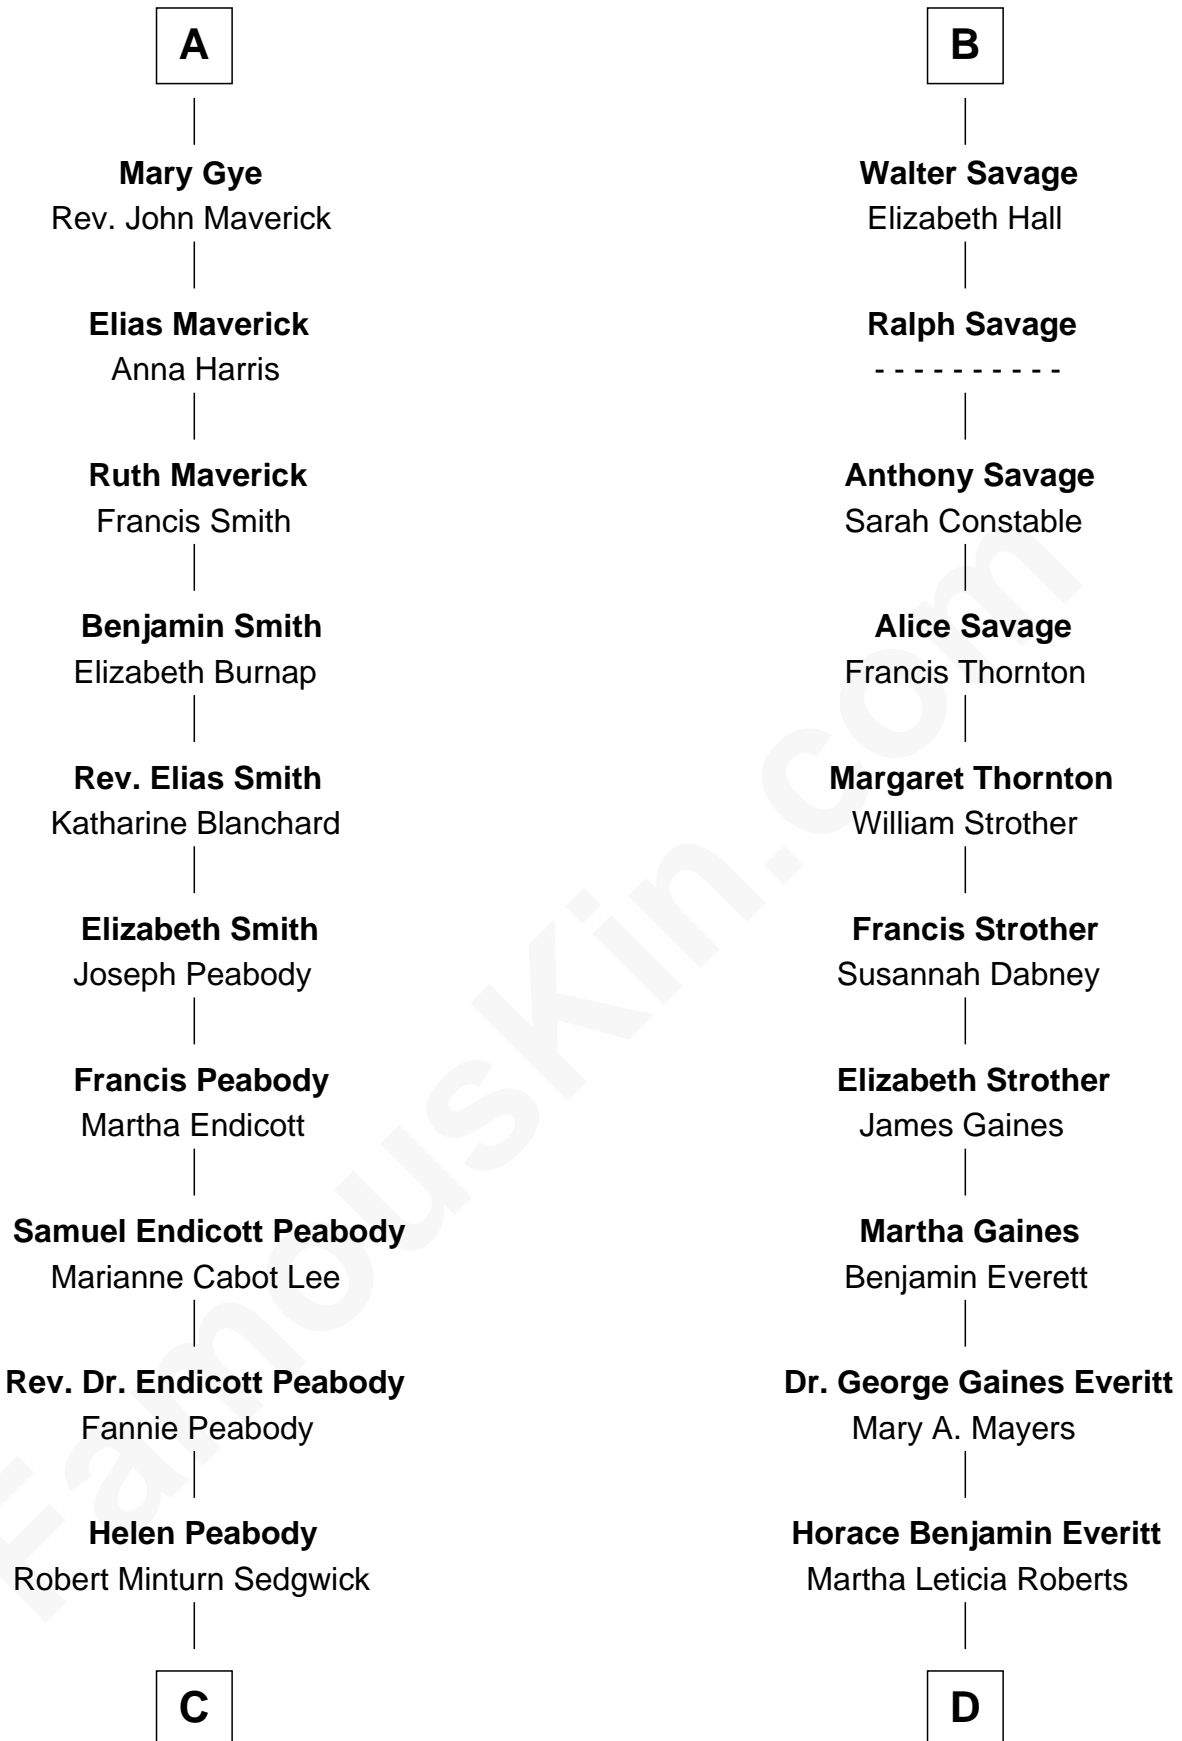 A
Mary Gye
Rev. John Maverick
Elias Maverick
Anna Harris
Ruth Maverick
Francis Smith
Benjamin Smith
Elizabeth Burnap
Rev. Elias Smith
Katharine Blanchard
Elizabeth Smith
Joseph Peabody
Francis Peabody
Martha Endicott
Samuel Endicott Peabody
Marianne Cabot Lee
Rev. Dr. Endicott Peabody
Fannie Peabody
Helen Peabody
Robert Minturn Sedgwick
C
B
Walter Savage
Elizabeth Hall
Ralph Savage
- - - - - - - - - -
Anthony Savage
Sarah Constable
Alice Savage
Francis Thornton
Margaret Thornton
William Strother
Francis Strother
Susannah Dabney
Elizabeth Strother
James Gaines
Martha Gaines
Benjamin Everett
Dr. George Gaines Everitt
Mary A. Mayers
Horace Benjamin Everitt
Martha Leticia Roberts
D
FamousKin.com